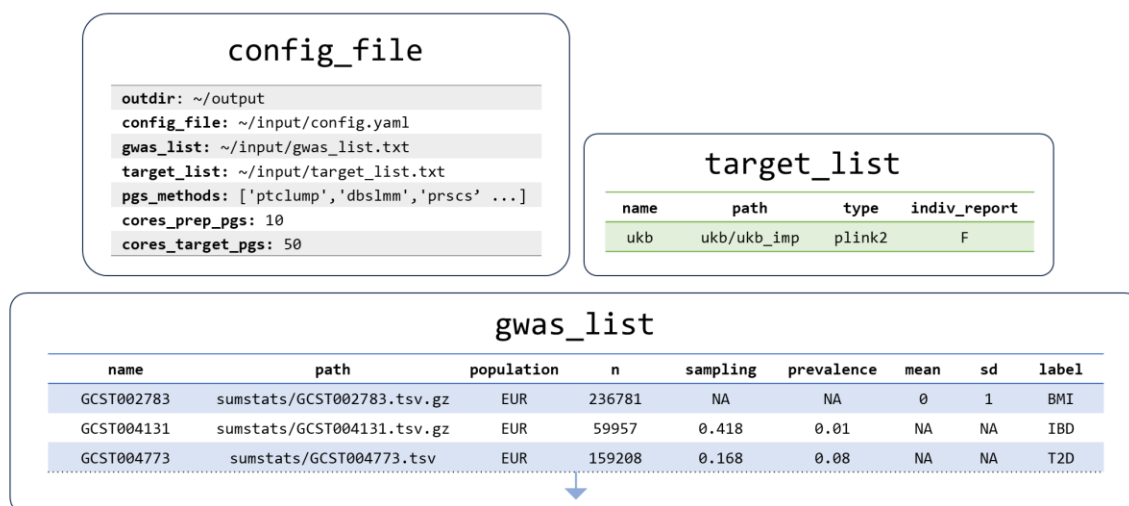 config_file
outdir: ~/output
config_file: ~/input/config.yaml
gwas_list: ~/input/gwas_list.txt
target_list: ~/input/target_list.txt
pgs_methods: ['ptclump','dbslmm','prscs’ ...]
cores_prep_pgs: 10
cores_target_pgs: 50
target_list
name path type indiv_report
ukb ukb/ukb_imp plink2 F
gwas_list
name path population n sampling prevalence mean sd label
GCST002783 sumstats/GCST002783.tsv.gz EUR 236781 NA NA 0 1 BMI
GCST004131 sumstats/GCST004131.tsv.gz EUR 59957 0.418 0.01 NA NA IBD
GCST004773 sumstats/GCST004773.tsv EUR 159208 0.168 0.08 NA NA T2D